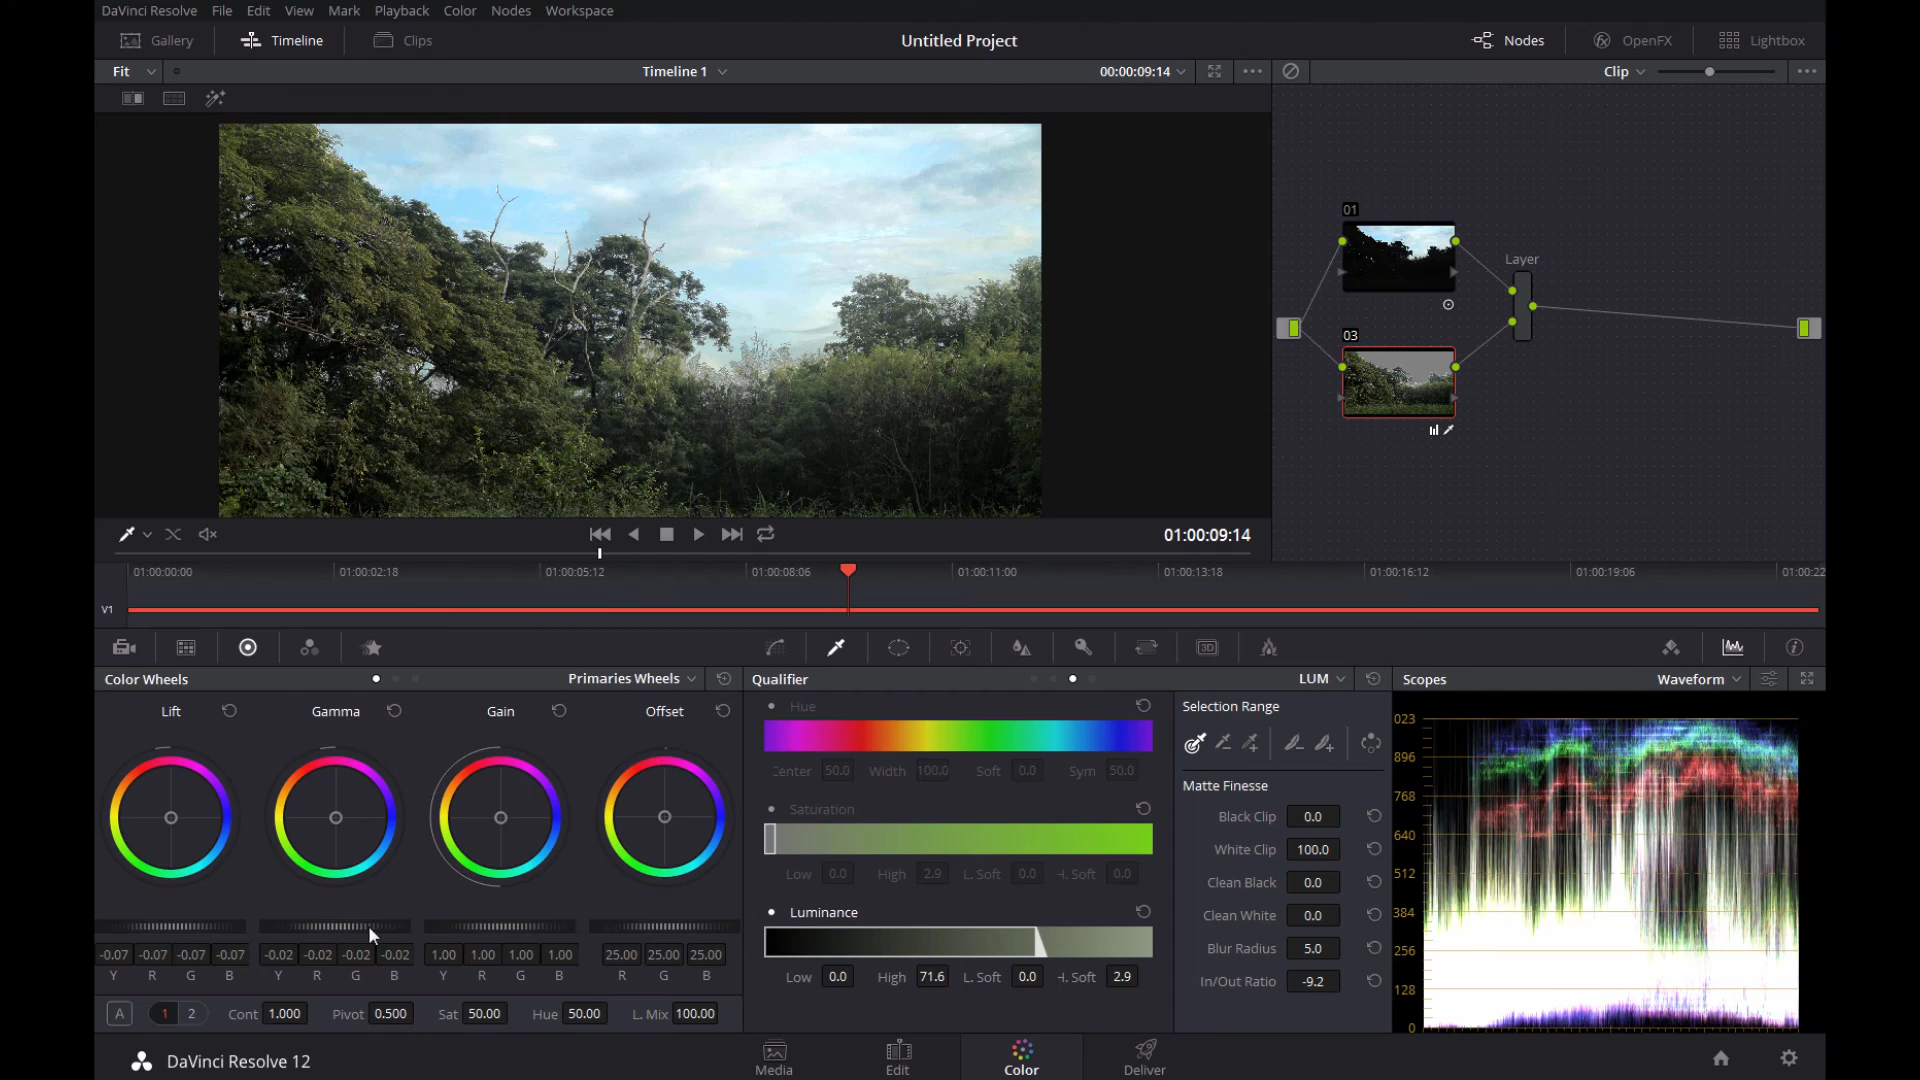 DaVinci Resolve File Edit View Mark Playback Color Nodes Workspace
Gallery Timeline Clips Untitled Project Nodes OpenFX Lightbox
Fit Timeline 1 00:00:09:14 Clip
01
Layer
03
01:00:09:14
01:00:00:00 01:00:02:18 01:00:05:12 01:00:08:06 01:00:11:00 01:00:13:18 01:00:16:12 01:00:19:06 01:00:22
V1
3D
Color Wheels Primaries Wheels Qualifier LUM Scopes Waveform
Lift Gamma Gain Offset
-0.07 -0.07 -0.07 -0.07 -0.02 -0.02 -0.02 -0.02 1.00 1.00 1.00 1.00 25.00 25.00 25.00
Y R G B Y R G B Y R G B R G B
A 1 2 Cont 1.000 Pivot 0.500 Sat 50.00 Hue 50.00 L. Mix 100.00
Hue
Center 50.0 Width 100.0 Soft 0.0 Sym 50.0
Saturation
Low 0.0 High 2.9 L. Soft 0.0 H. Soft 0.0
Luminance
Low 0.0 High 71.6 L. Soft 0.0 H. Soft 2.9
Selection Range
Matte Finesse
Black Clip 0.0
White Clip 100.0
Clean Black 0.0
Clean White 0.0
Blur Radius 5.0
In/Out Ratio -9.2
023
896
768
640
512
384
256
128
0
DaVinci Resolve 12 Media Edit Color Deliver